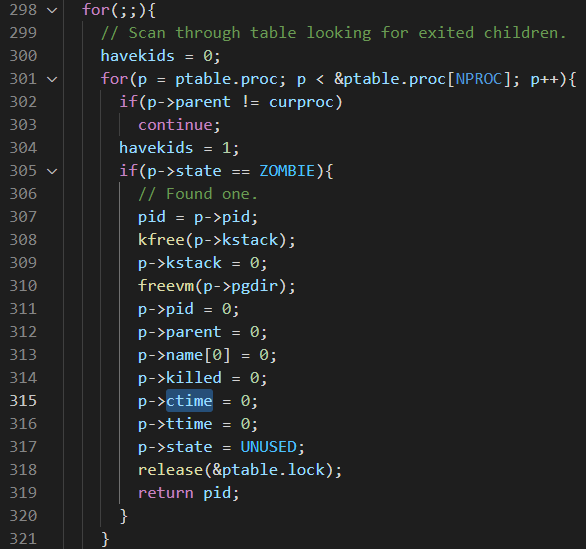 298 for(;;){
299 // Scan through table looking for exited children.
300 havekids = 0;
301 for(p = ptable.proc; p < &ptable.proc[NPROC]; p++){
302 if(p->parent != curproc)
303 continue;
304 havekids = 1;
305 if(p->state == ZOMBIE){
306 // Found one.
307 pid = p->pid;
308 kfree(p->kstack);
309 p->kstack = 0;
310 freevm(p->pgdir);
311 p->pid = 0;
312 p->parent = 0;
313 p->name[0] = 0;
314 p->killed = 0;
315 p->ctime = 0;
316 p->ttime = 0;
317 p->state = UNUSED;
318 release(&ptable.lock);
319 return pid;
320 }
321 }